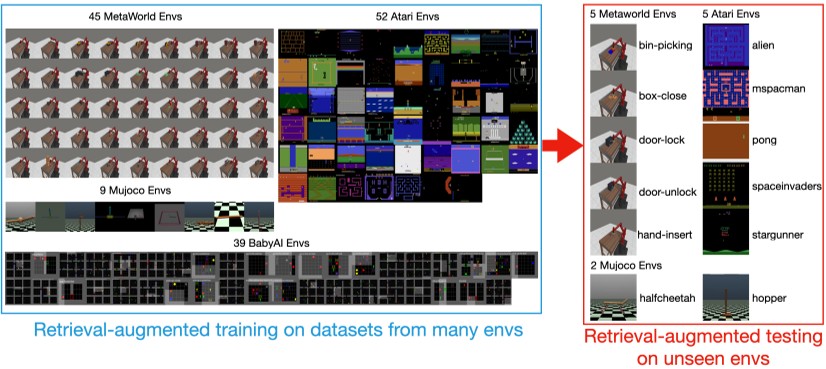 45 MetaWorld Envs
52 Atari Envs
9 Mujoco Envs
39 BabyAI Envs
Retrieval-augmented training on datasets from many envs
5 Metaworld Envs
5 Atari Envs
bin-picking
alien
box-close
mspacman
door-lock
pong
door-unlock
spaceinvaders
hand-insert
stargunner
2 Mujoco Envs
halfcheetah
hopper
Retrieval-augmented testing
on unseen envs